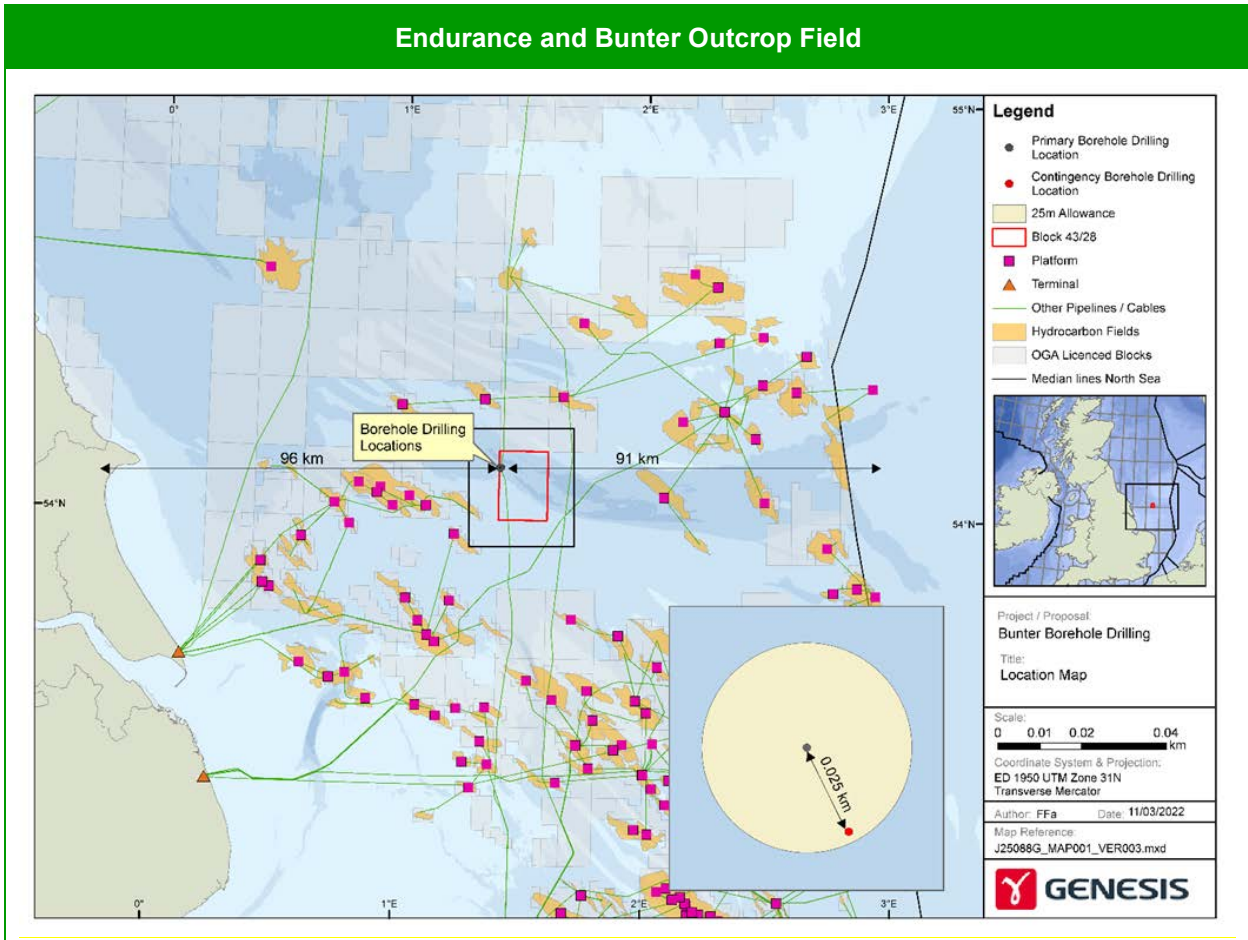 Endurance and Bunter Outcrop Field
0°
1°E
2°E
3°E
55°N
Borehole Drilling
Locations
96 km
91 km
54°N
54°N
0.025 km
0°
1°E
2°E
3°E
Legend
Primary Borehole Drilling
Location
Contingency Borehole Drilling
Location
25m Allowance
Block 43/28
Platform
Terminal
Other Pipelines / Cables
Hydrocarbon Fields
OGA Licenced Blocks
Median lines North Sea
Project / Proposal:
Bunter Borehole Drilling
Title:
Location Map
Scale:
0 0.01 0.02 0.04
km
Coordinate System & Projection:
ED 1950 UTM Zone 31N
Transverse Mercator
Author: FFa Date: 11/03/2022
Map Reference:
J25088G_MAP001_VER003.mxd
GENESIS